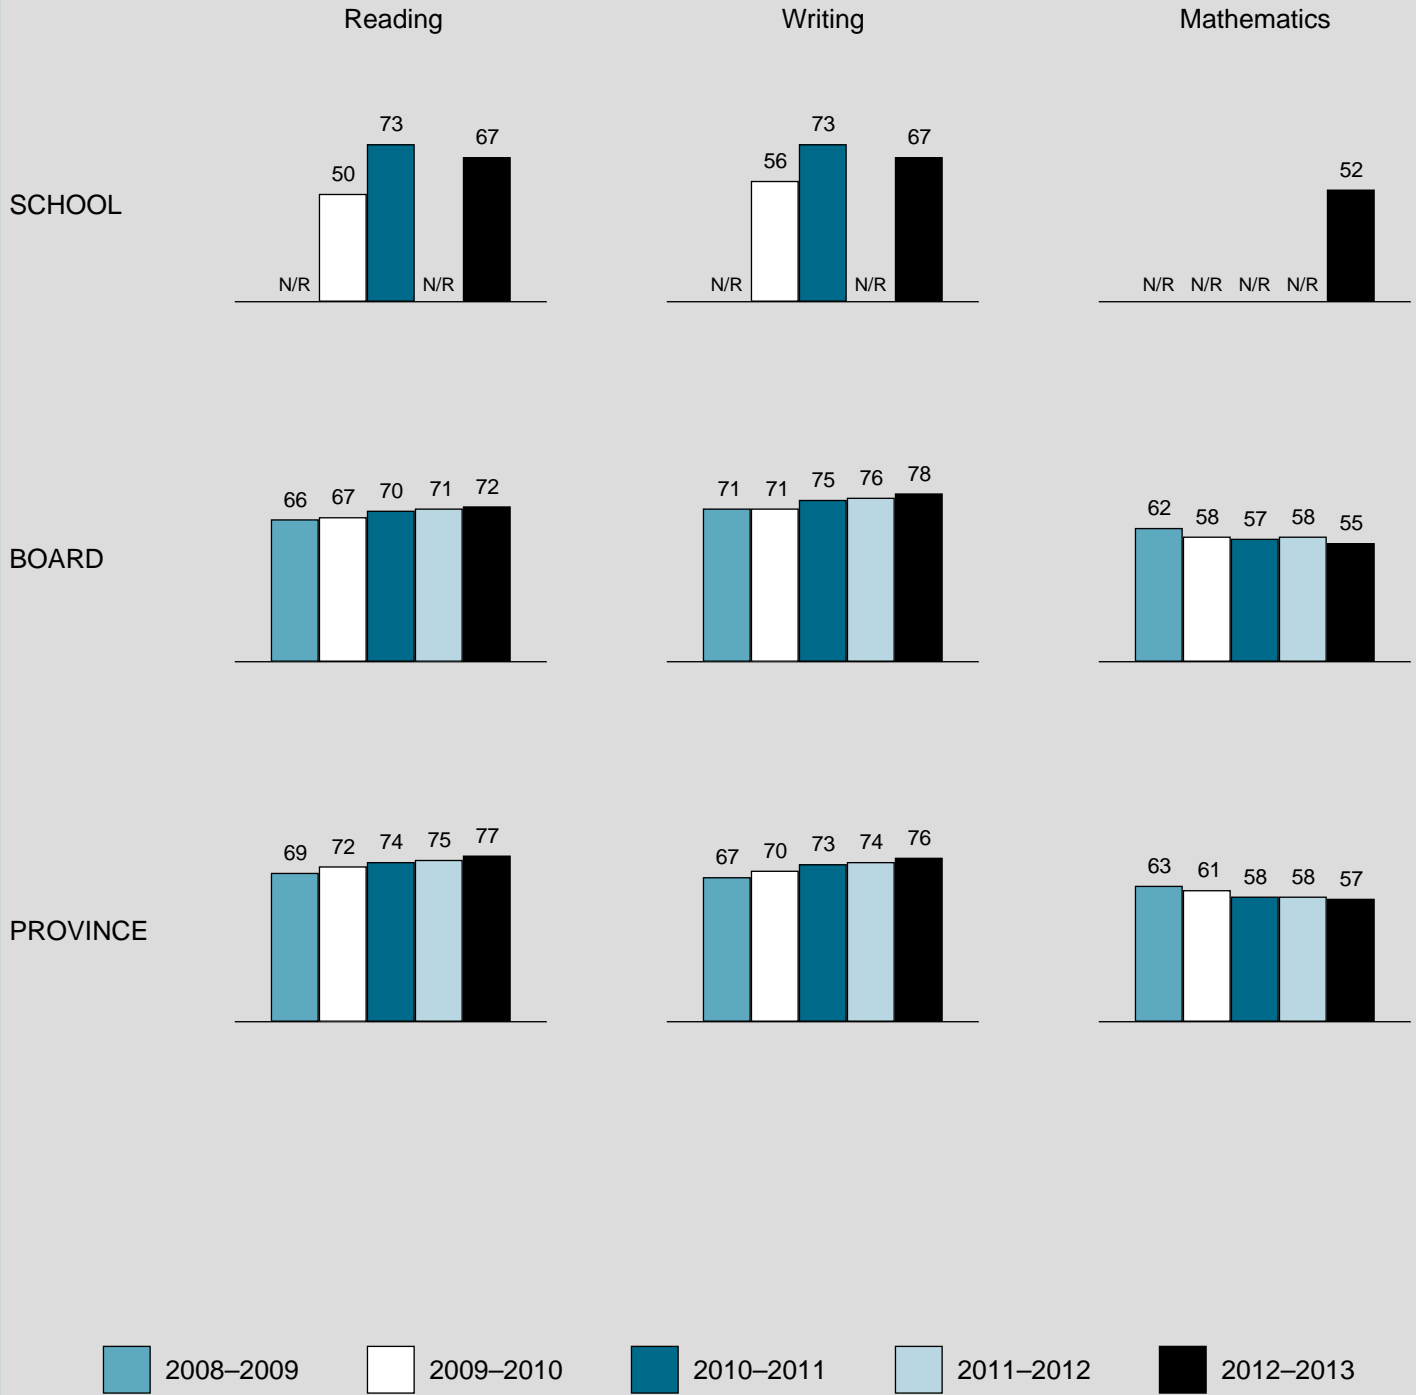 Reading Writing Mathematics
SCHOOL
N/R 50 73 N/R 67
N/R 56 73 N/R 67
N/R N/R N/R N/R 52
BOARD
66 67 70 71 72
71 71 75 76 78
62 58 57 58 55
PROVINCE
69 72 74 75 77
67 70 73 74 76
63 61 58 58 57
2008–2009 2009–2010 2010–2011 2011–2012 2012–2013